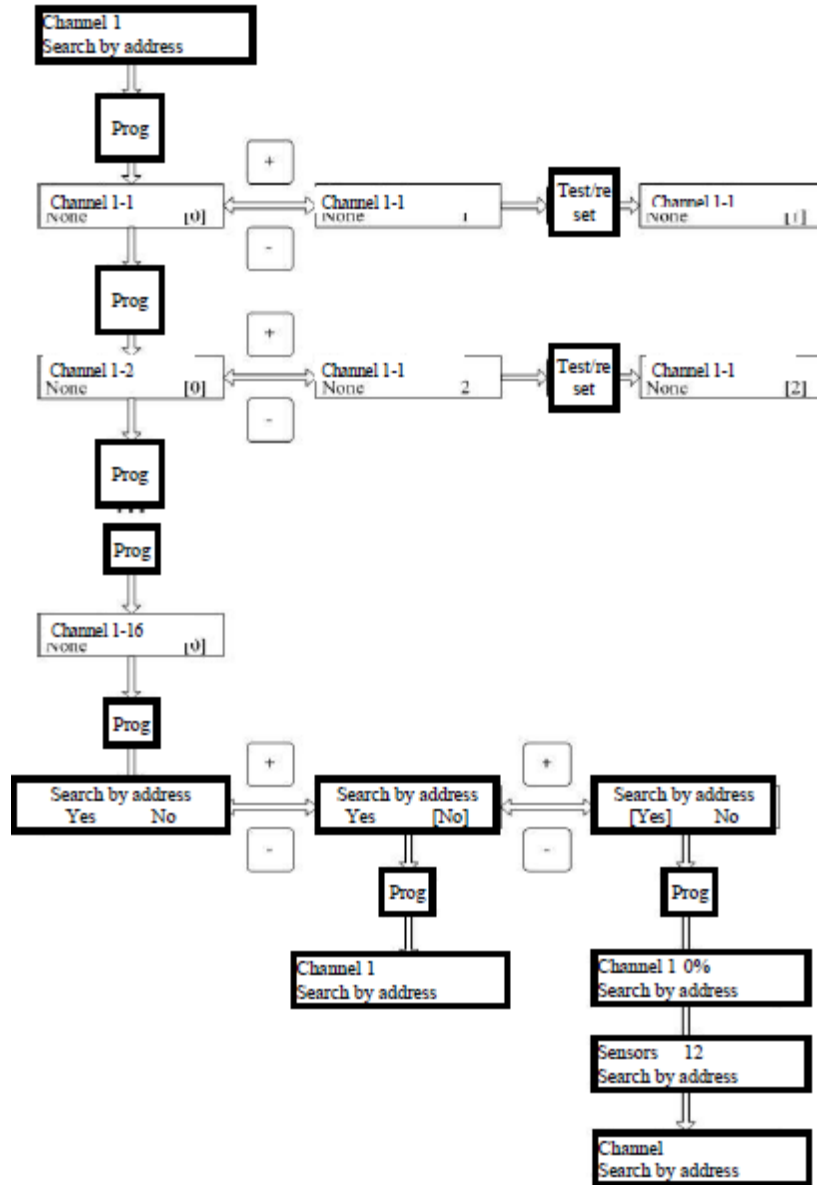 Channel 1
Search by address
Prog
+
Channel 1-1
None [0]
Channel 1-1
None 1
Test/re
set
Channel 1-1
None [1]
-
Prog
+
Channel 1-2
None [0]
Channel 1-1
None 2
Test/re
set
Channel 1-1
None [2]
-
Prog
...
Prog
Channel 1-16
None [0]
Prog
+
+
Search by address
Yes No
Search by address
Yes [No]
Search by address
[Yes] No
-
-
Prog
Prog
Channel 1
Search by address
Channel 1 0%
Search by address
Sensors 12
Search by address
Channel
Search by address